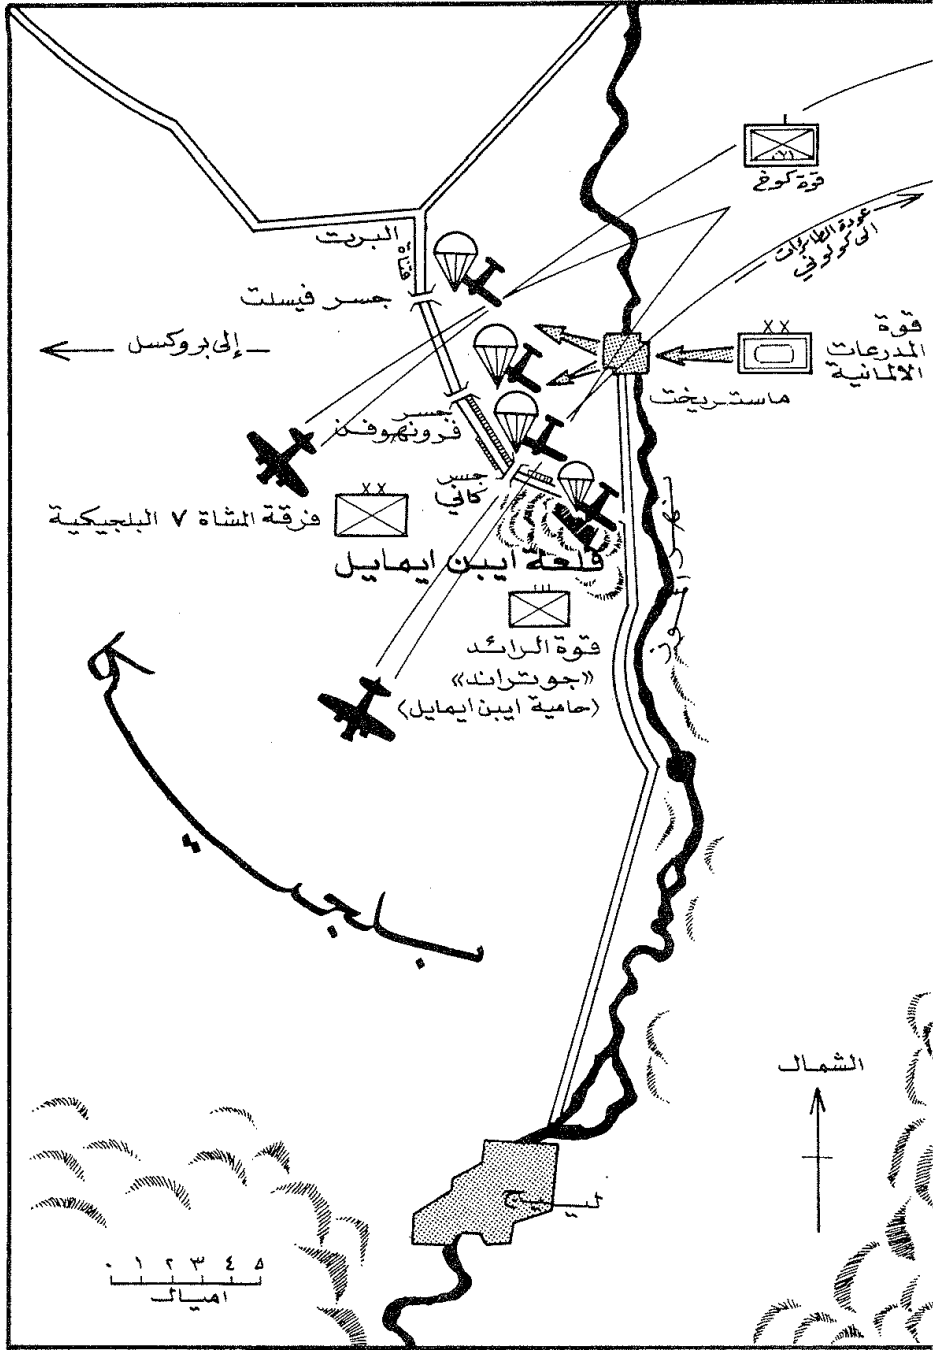 قوة كوخ
عودة الطائرات
الى كولوني
البرت
قناة
جسر فيسلت
إلى بروكسل
قوة
المدرعات
الالمانية
ماستريخت
جسر
فرونهوفن
جسر
كاني
فرقة المشاة ٧ البلجيكية
قلعة ايبن ايمايل
قوة الرائد
«جوتراند»
(حامية ايبن ايمايل)
بلجيكا
الشمال
لييج
٠ ١ ٢ ٣ ٤ ٥
اميال